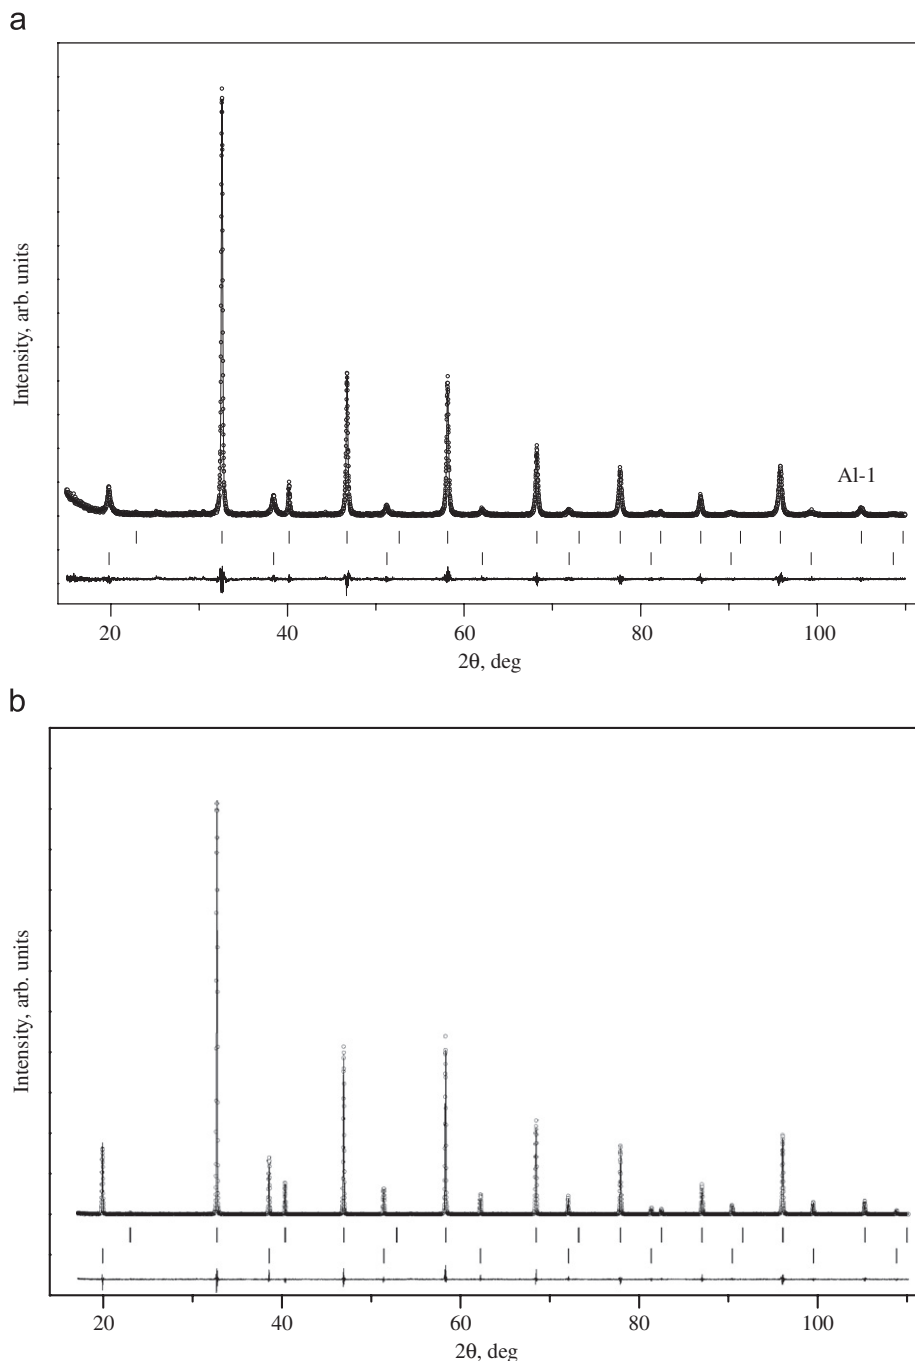 a
Intensity, arb. units
Al-1
20 40 60 80 100
2θ, deg
b
Intensity, arb. units
20 40 60 80 100
2θ, deg